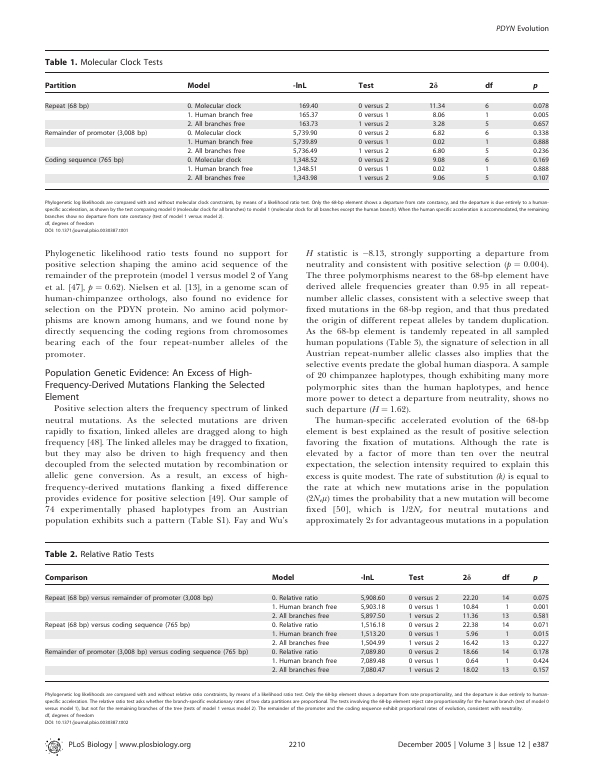 PDYN Evolution
Table 1. Molecular Clock Tests
Partition Model -lnL Test 2δ df p
Repeat (68 bp) 0. Molecular clock 169.40 0 versus 2 11.34 6 0.078
1. Human branch free 165.37 0 versus 1 8.06 1 0.005
2. All branches free 163.73 1 versus 2 3.28 5 0.657
Remainder of promoter (3,008 bp) 0. Molecular clock 5,739.90 0 versus 2 6.82 6 0.338
1. Human branch free 5,739.89 0 versus 1 0.02 1 0.888
2. All branches free 5,736.49 1 versus 2 6.80 5 0.236
Coding sequence (765 bp) 0. Molecular clock 1,348.52 0 versus 2 9.08 6 0.169
1. Human branch free 1,348.51 0 versus 1 0.02 1 0.888
2. All branches free 1,343.98 1 versus 2 9.06 5 0.107
Phylogenetic log likelihoods are compared with and without molecular clock constraints, by means of a likelihood ratio test. Only the 68-bp element shows a departure from rate constancy, and the departure is due entirely to a human-
specific acceleration, as shown by the test comparing model 0 (molecular clock for all branches) to model 1 (molecular clock for all branches except the human branch). When the human specific acceleration is accommodated, the remaining
branches show no departure from rate constancy (test of model 1 versus model 2).
df, degrees of freedom
DOI: 10.1371/journal.pbio.0030387.t001
Phylogenetic likelihood ratio tests found no support for
positive selection shaping the amino acid sequence of the
remainder of the preprotein (model 1 versus model 2 of Yang
et al. [47], p = 0.62). Nielsen et al. [13], in a genome scan of
human-chimpanzee orthologs, also found no evidence for
selection on the PDYN protein. No amino acid polymor-
phisms are known among humans, and we found none by
directly sequencing the coding regions from chromosomes
bearing each of the four repeat-number alleles of the
promoter.
Population Genetic Evidence: An Excess of High-
Frequency-Derived Mutations Flanking the Selected
Element
Positive selection alters the frequency spectrum of linked
neutral mutations. As the selected mutations are driven
rapidly to fixation, linked alleles are dragged along to high
frequency [48]. The linked alleles may be dragged to fixation,
but they may also be driven to high frequency and then
decoupled from the selected mutation by recombination or
allelic gene conversion. As a result, an excess of high-
frequency-derived mutations flanking a fixed difference
provides evidence for positive selection [49]. Our sample of
74 experimentally phased haplotypes from an Austrian
population exhibits such a pattern (Table S1). Fay and Wu's
H statistic is −8.13, strongly supporting a departure from
neutrality and consistent with positive selection (p = 0.004).
The three polymorphisms nearest to the 68-bp element have
derived allele frequencies greater than 0.95 in all repeat-
number allelic classes, consistent with a selective sweep that
fixed mutations in the 68-bp region, and that thus predated
the origin of different repeat alleles by tandem duplication.
As the 68-bp element is tandemly repeated in all sampled
human populations (Table 3), the signature of selection in all
Austrian repeat-number allelic classes also implies that the
selective events predate the global human diaspora. A sample
of 20 chimpanzee haplotypes, though exhibiting many more
polymorphic sites than the human haplotypes, and hence
more power to detect a departure from neutrality, shows no
such departure (H = 1.62).
The human-specific accelerated evolution of the 68-bp
element is best explained as the result of positive selection
favoring the fixation of mutations. Although the rate is
elevated by a factor of more than ten over the neutral
expectation, the selection intensity required to explain this
excess is quite modest. The rate of substitution (k) is equal to
the rate at which new mutations arise in the population
(2Neμ) times the probability that a new mutation will become
fixed [50], which is 1/2Ne for neutral mutations and
approximately 2s for advantageous mutations in a population
Table 2. Relative Ratio Tests
Comparison Model -lnL Test 2δ df p
Repeat (68 bp) versus remainder of promoter (3,008 bp) 0. Relative ratio 5,908.60 0 versus 2 22.20 14 0.075
1. Human branch free 5,903.18 0 versus 1 10.84 1 0.001
2. All branches free 5,897.50 1 versus 2 11.36 13 0.581
Repeat (68 bp) versus coding sequence (765 bp) 0. Relative ratio 1,516.18 0 versus 2 22.38 14 0.071
1. Human branch free 1,513.20 0 versus 1 5.96 1 0.015
2. All branches free 1,504.99 1 versus 2 16.42 13 0.227
Remainder of promoter (3,008 bp) versus coding sequence (765 bp) 0. Relative ratio 7,089.80 0 versus 2 18.66 14 0.178
1. Human branch free 7,089.48 0 versus 1 0.64 1 0.424
2. All branches free 7,080.47 1 versus 2 18.02 13 0.157
Phylogenetic log likelihoods are compared with and without relative ratio constraints, by means of a likelihood ratio test. Only the 68-bp element shows a departure from rate proportionality, and the departure is due entirely to human-
specific acceleration. The relative ratio test asks whether the branch-specific evolutionary rates of two data partitions are proportional. The tests involving the 68-bp element reject rate proportionality for the human branch (test of model 0
versus model 1), but not for the remaining branches of the tree (tests of model 1 versus model 2). The remainder of the promoter and the coding sequence exhibit proportional rates of evolution, consistent with neutrality.
df, degrees of freedom
DOI: 10.1371/journal.pbio.0030387.t002
PLoS Biology | www.plosbiology.org 2210 December 2005 | Volume 3 | Issue 12 | e387